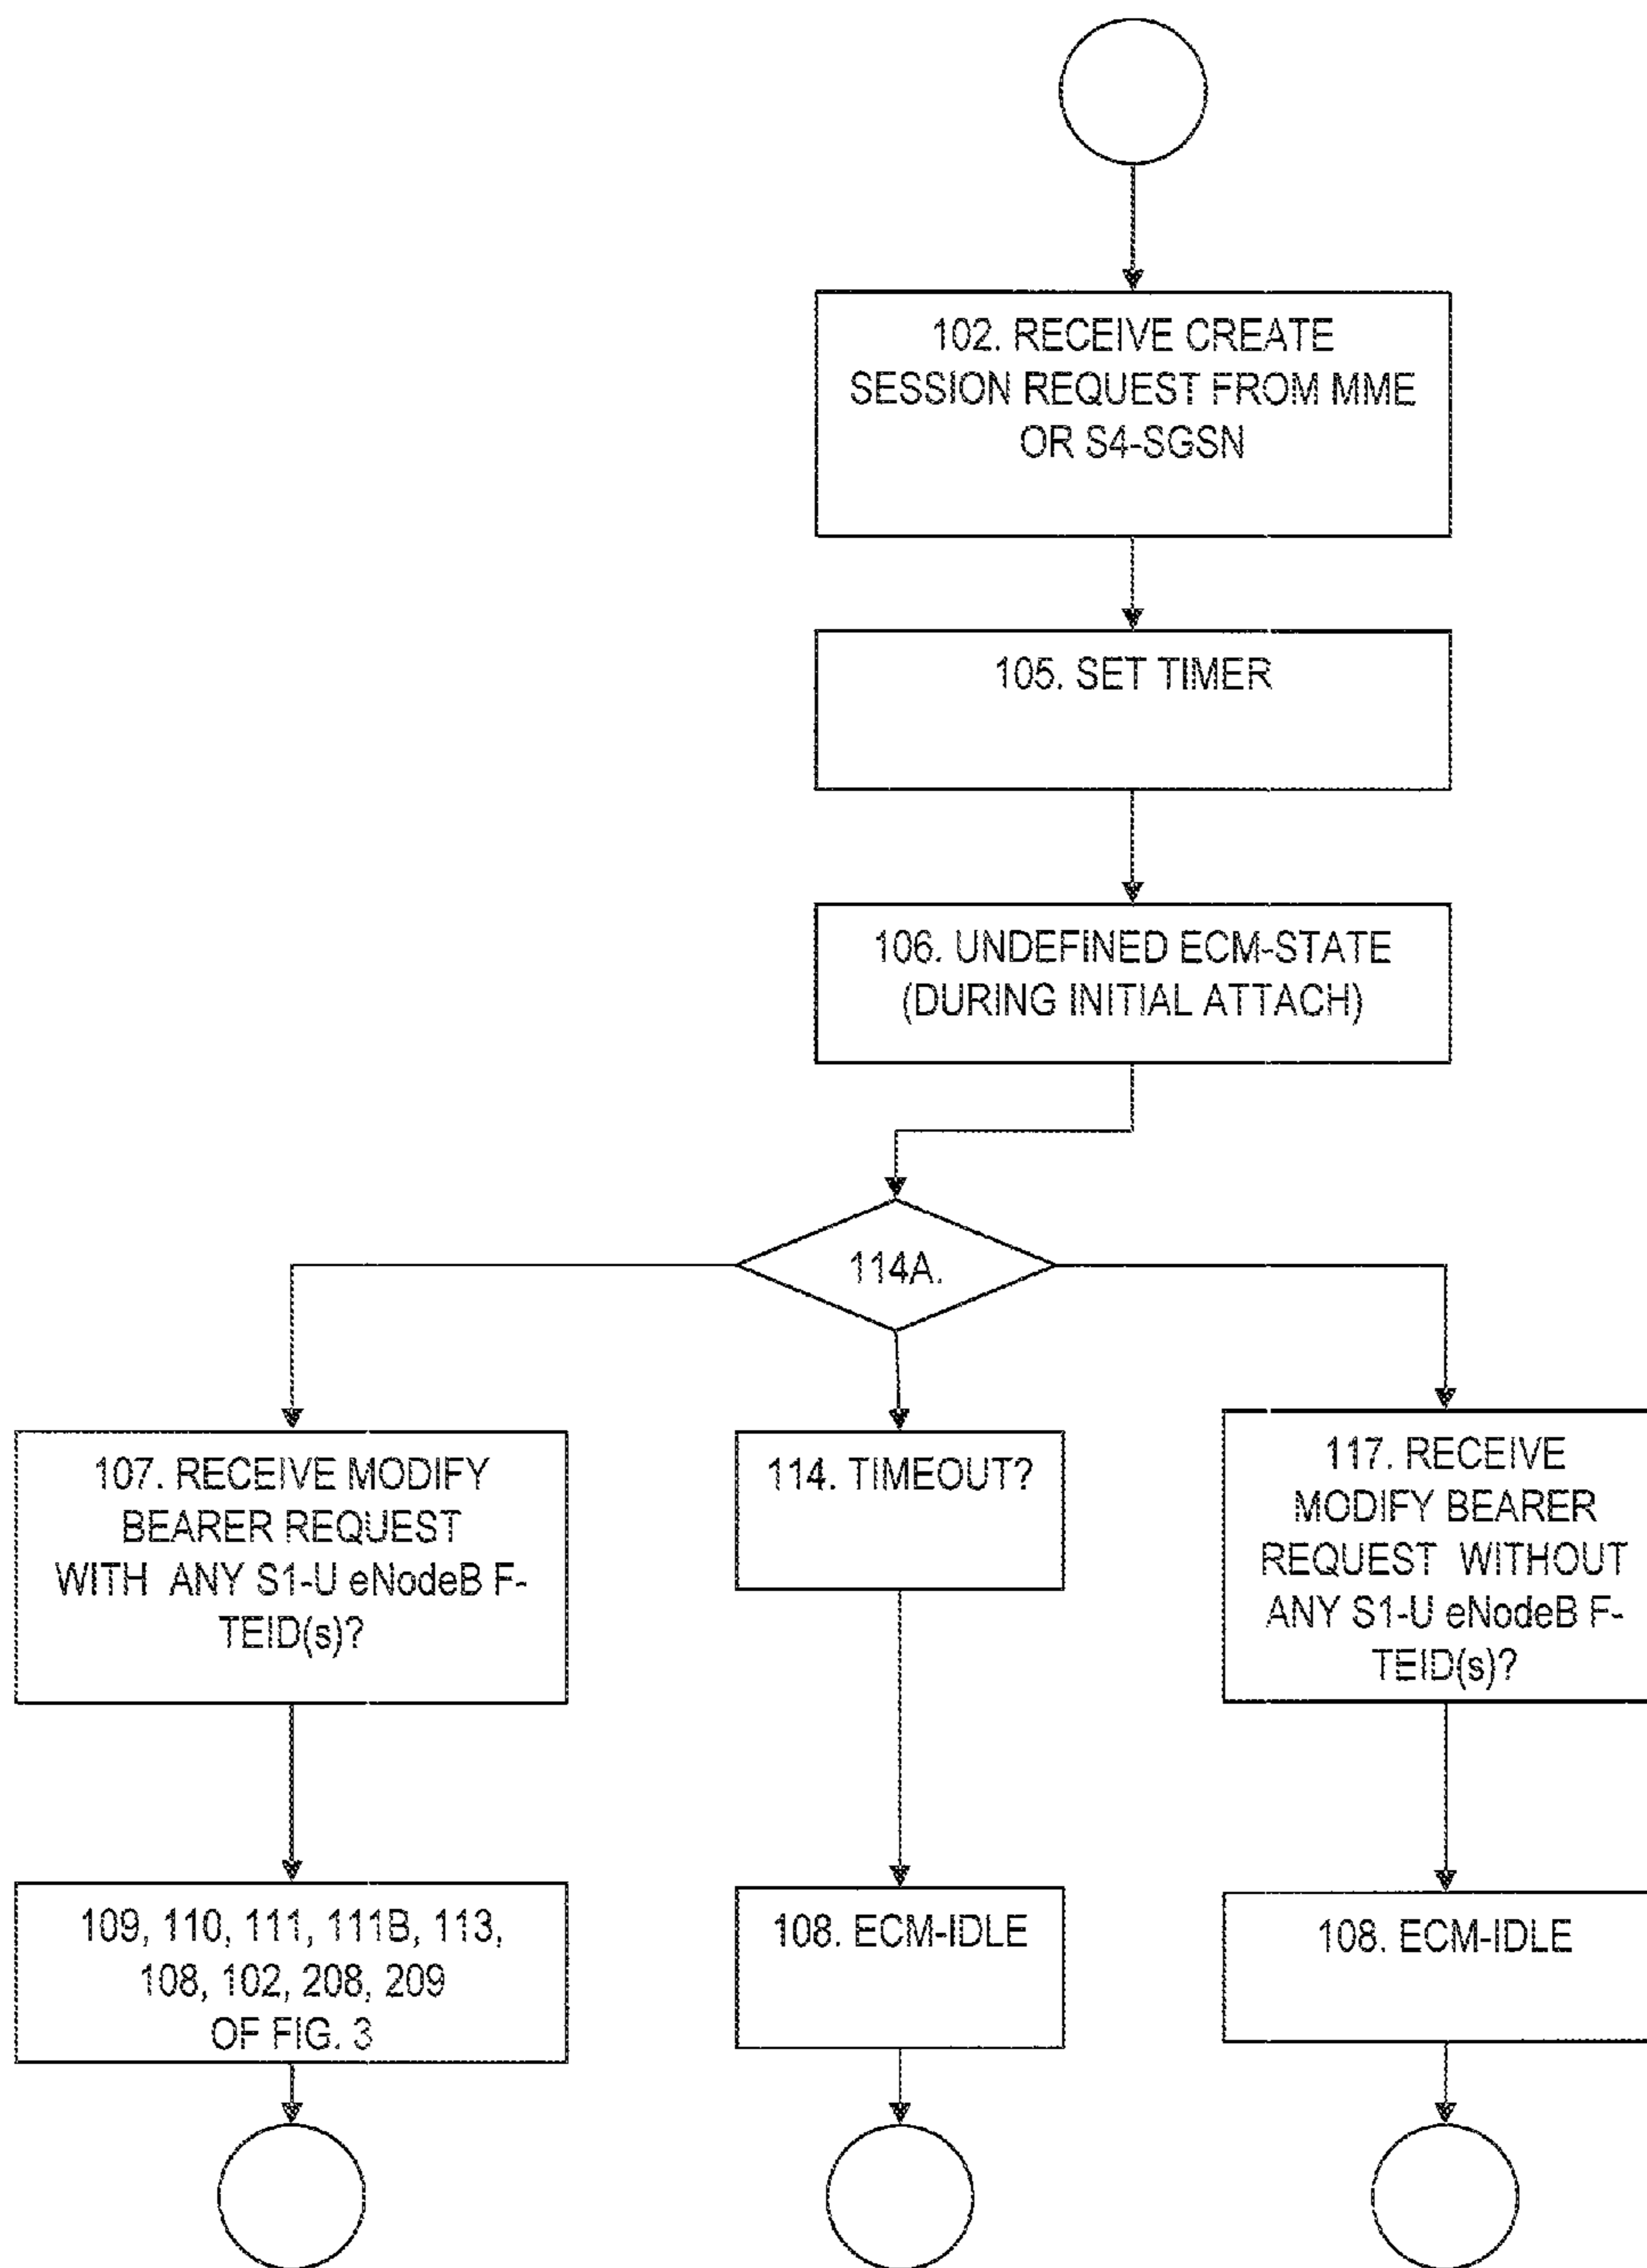 102. RECEIVE CREATE
SESSION REQUEST FROM MME
OR S4-SGSN
105. SET TIMER
106. UNDEFINED ECM-STATE
(DURING INITIAL ATTACH)
114A.
107. RECEIVE MODIFY
BEARER REQUEST
WITH ANY S1-U eNodeB F-
TEID(s)?
114. TIMEOUT?
117. RECEIVE
MODIFY BEARER
REQUEST WITHOUT
ANY S1-U eNodeB F-
TEID(s)?
109, 110, 111, 111B, 113,
108, 102, 208, 209
OF FIG. 3
108. ECM-IDLE
108. ECM-IDLE